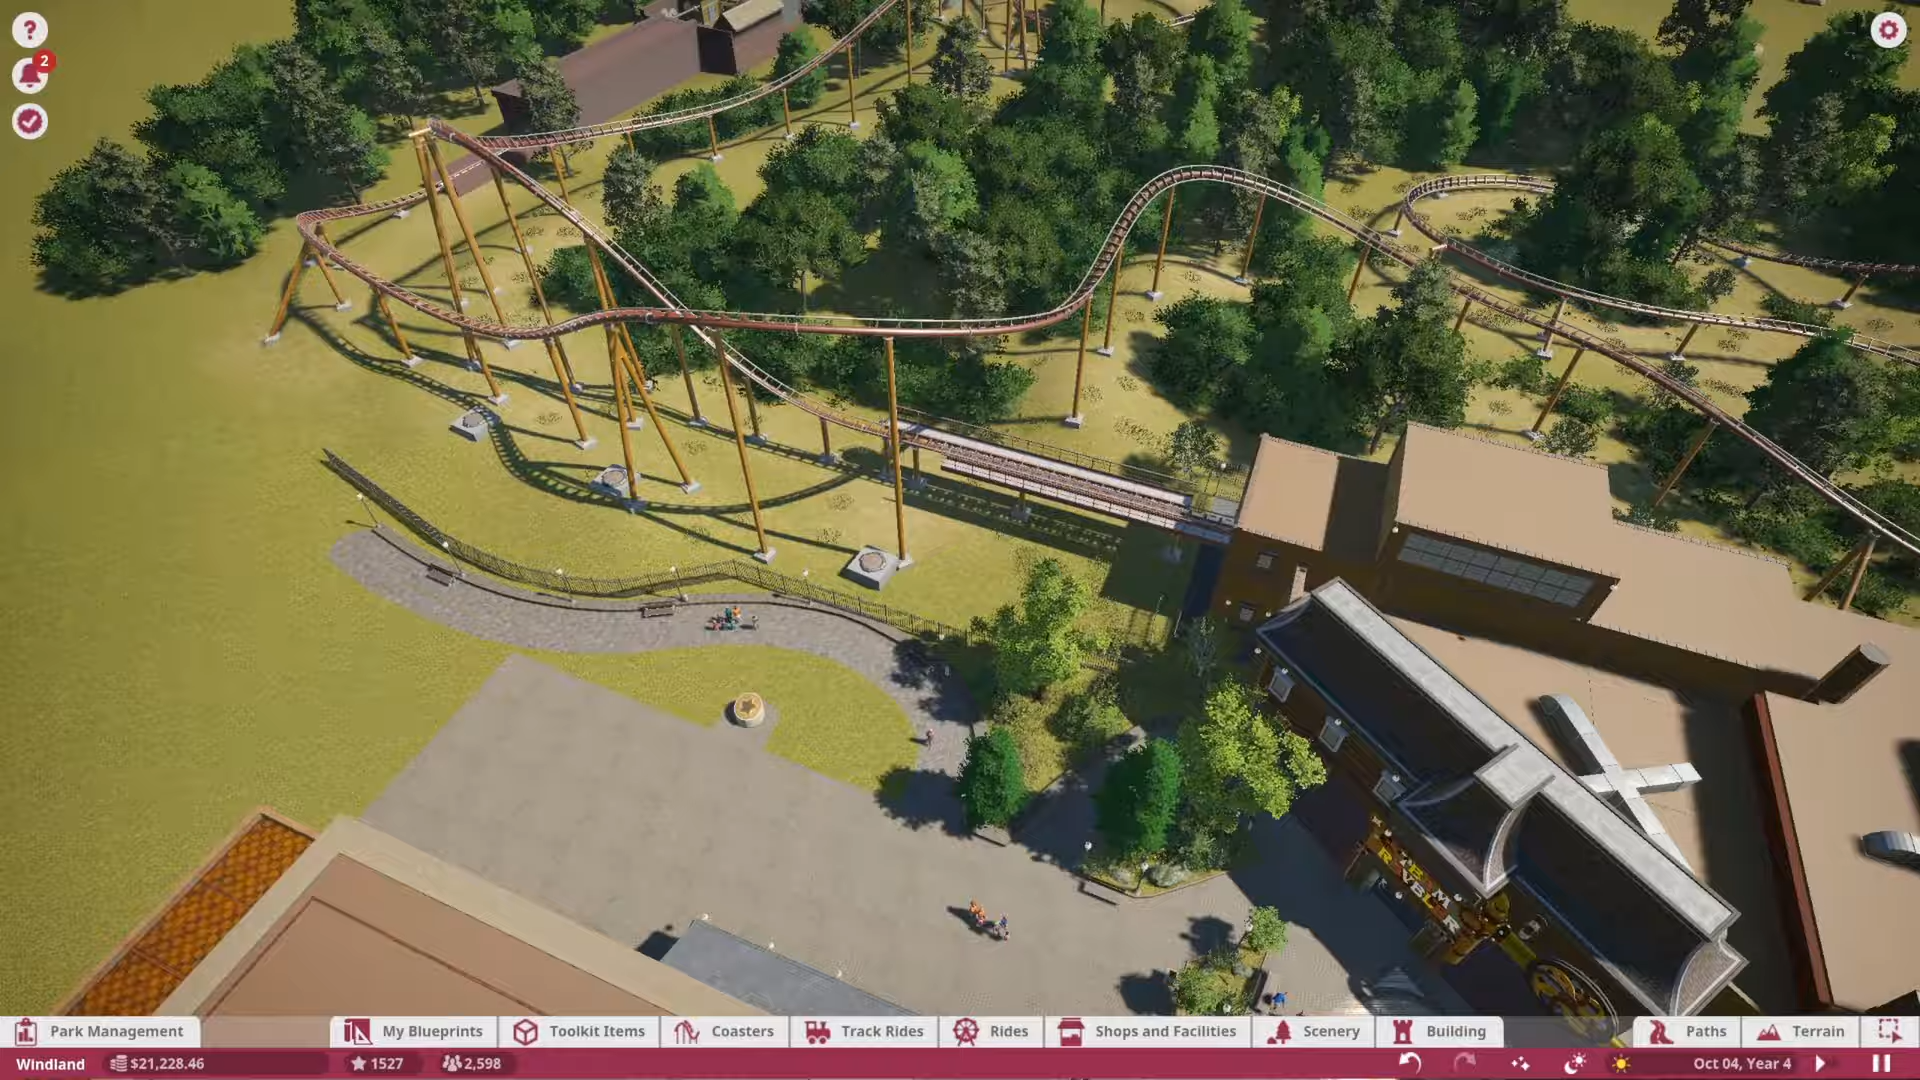 ?
2
Park Management
My Blueprints
Toolkit Items
Coasters
Track Rides
Rides
Shops and Facilities
Scenery
Building
Paths
Terrain
Windland
$21,228.46
1527
2,598
Oct 04, Year 4